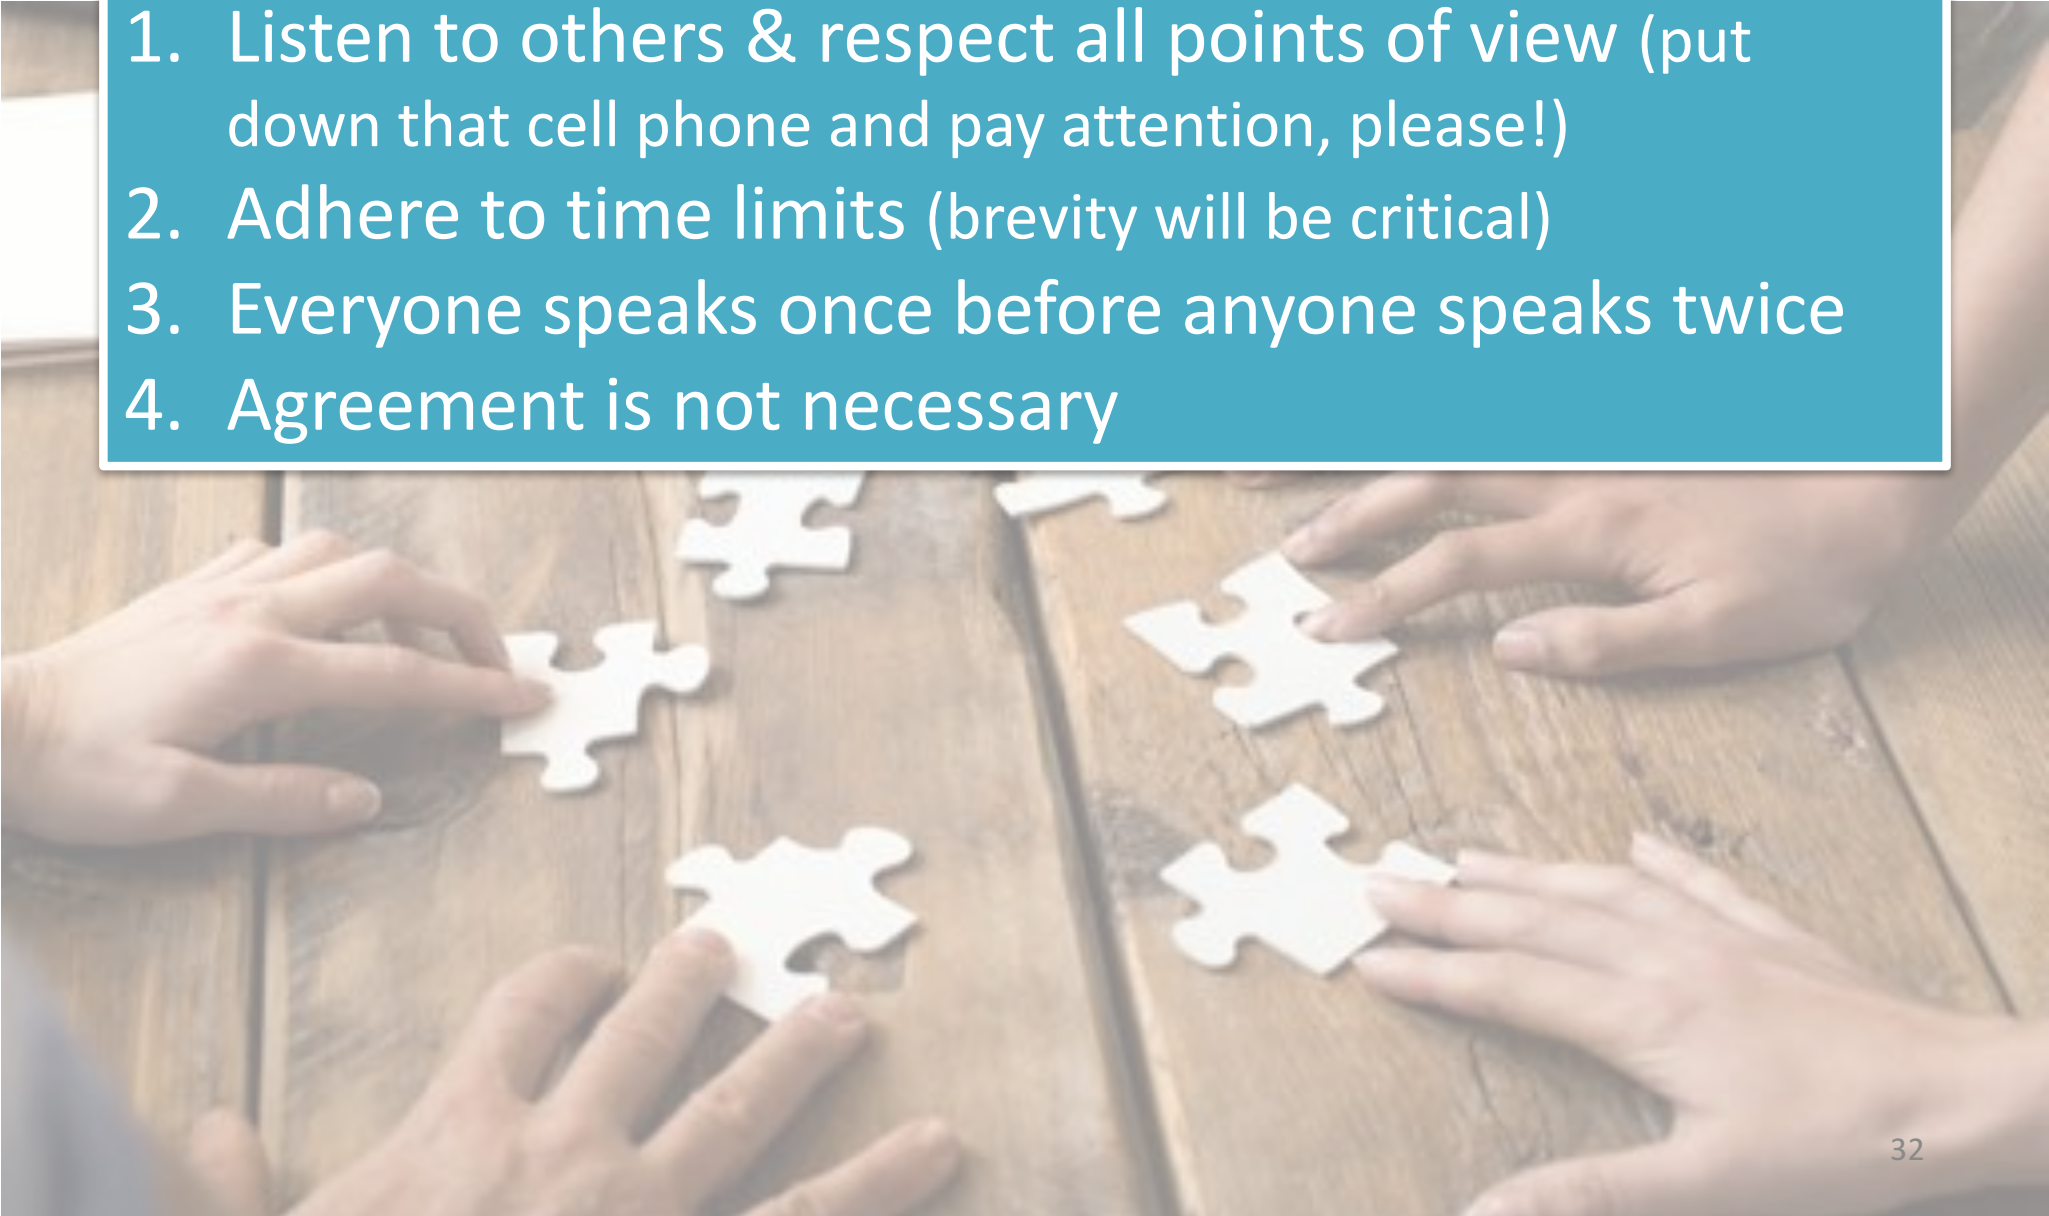 1. Listen to others & respect all points of view (put
down that cell phone and pay attention, please!)
2. Adhere to time limits (brevity will be critical)
3. Everyone speaks once before anyone speaks twice
4. Agreement is not necessary
32